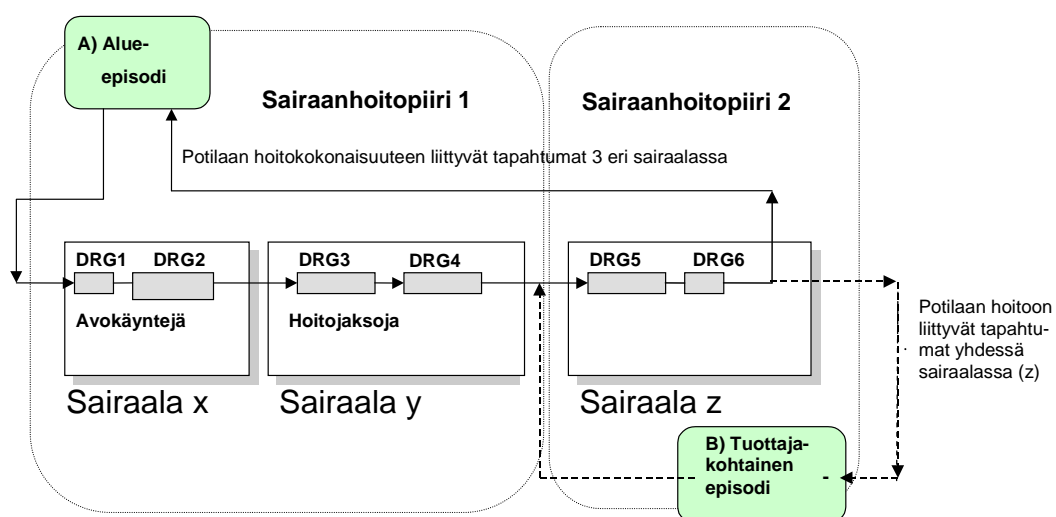 A) Alue-
episodi
Sairaanhoitopiiri 1
Sairaanhoitopiiri 2
Potilaan hoitokokonaisuuteen liittyvät tapahtumat 3 eri sairaalassa
DRG1
DRG2
DRG3
DRG4
DRG5
DRG6
Avokäyntejä
Hoitojaksoja
Potilaan hoitoon
liittyvät tapahtu-
mat yhdessä
sairaalassa (z)
Sairaala x
Sairaala y
Sairaala z
B) Tuottaja-
kohtainen
episodi